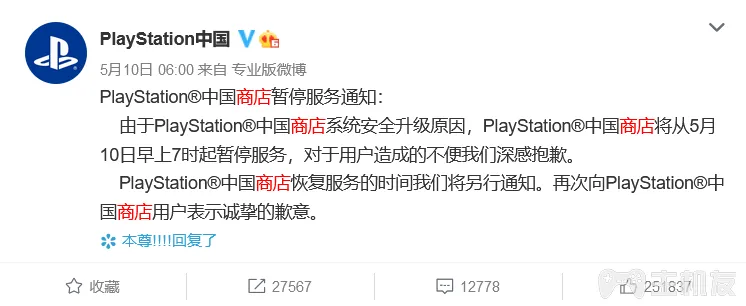 PlayStation中国
5月10日 06:00 来自 专业版微博
PlayStation®中国商店暂停服务通知：
由于PlayStation®中国商店系统安全升级原因，PlayStation®中国商店将从5月
10日早上7时起暂停服务，对于用户造成的不便我们深感抱歉。
PlayStation®中国商店恢复服务的时间我们将另行通知。再次向PlayStation®中
国商店用户表示诚挚的歉意。
本尊!!!!回复了
收藏 27567 12778 251837
主机友